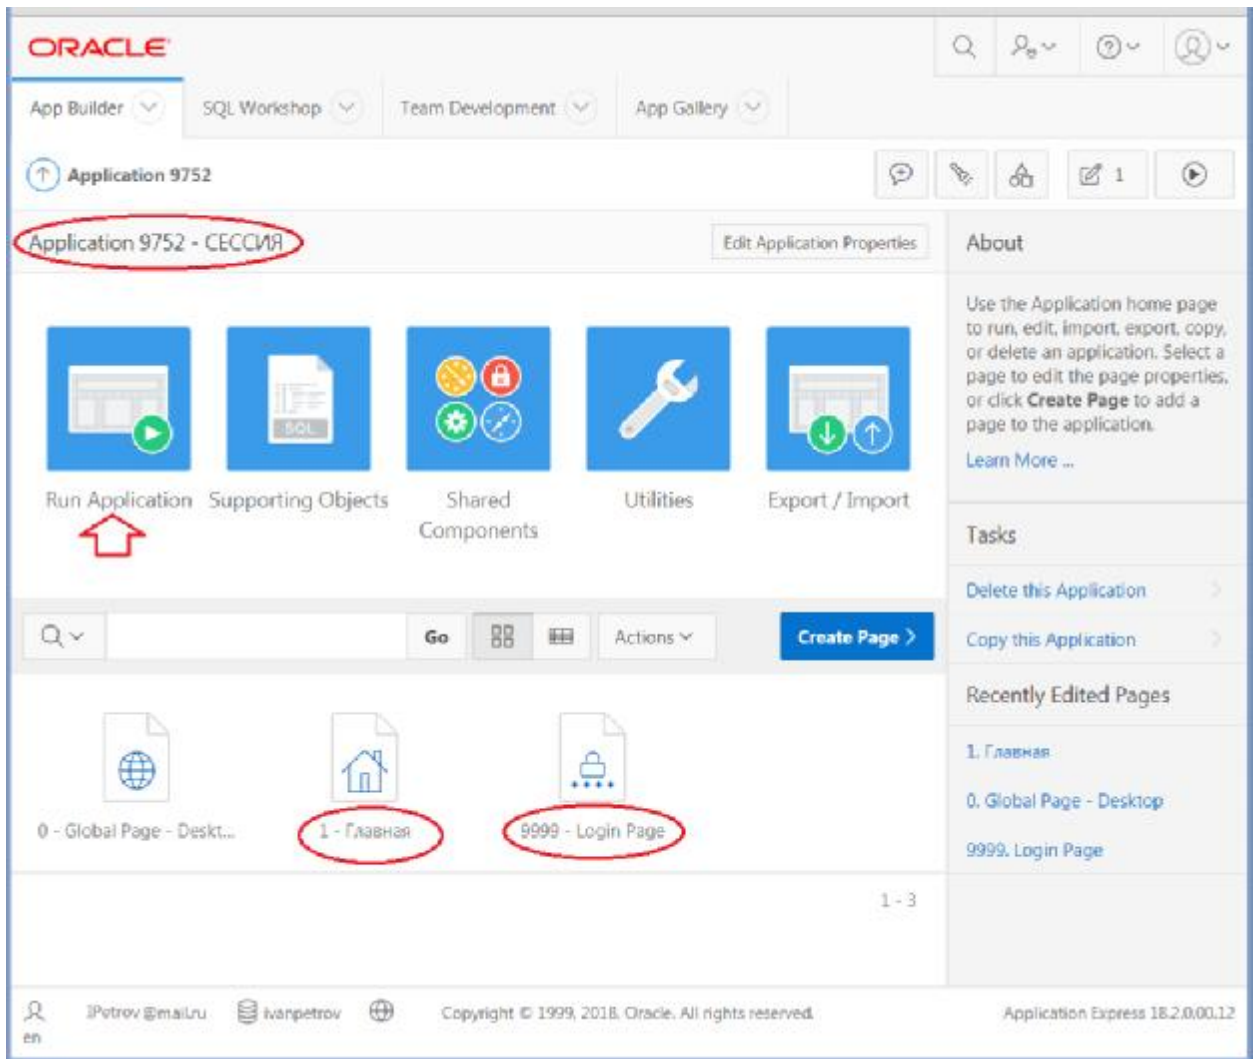 ORACLE
App Builder
SQL Workshop
Team Development
App Gallery
Application 9752
1
Application 9752 - СЕССИЯ
Edit Application Properties
About
Use the Application home page
to run, edit, import, export, copy,
or delete an application. Select a
page to edit the page properties,
or click Create Page to add a
page to the application.
Learn More ...
SQL
Run Application
Supporting Objects
Shared
Components
Utilities
Export / Import
Tasks
Delete this Application
Copy this Application
Go
Actions
Create Page
Recently Edited Pages
1. Главная
0. Global Page - Desktop
9999. Login Page
0 - Global Page - Deskt...
1 - Главная
9999 - Login Page
1 - 3
IPetrov@mail.ru
ivanpetrov
Copyright © 1999, 2018, Oracle. All rights reserved.
Application Express 18.2.0.00.12
en